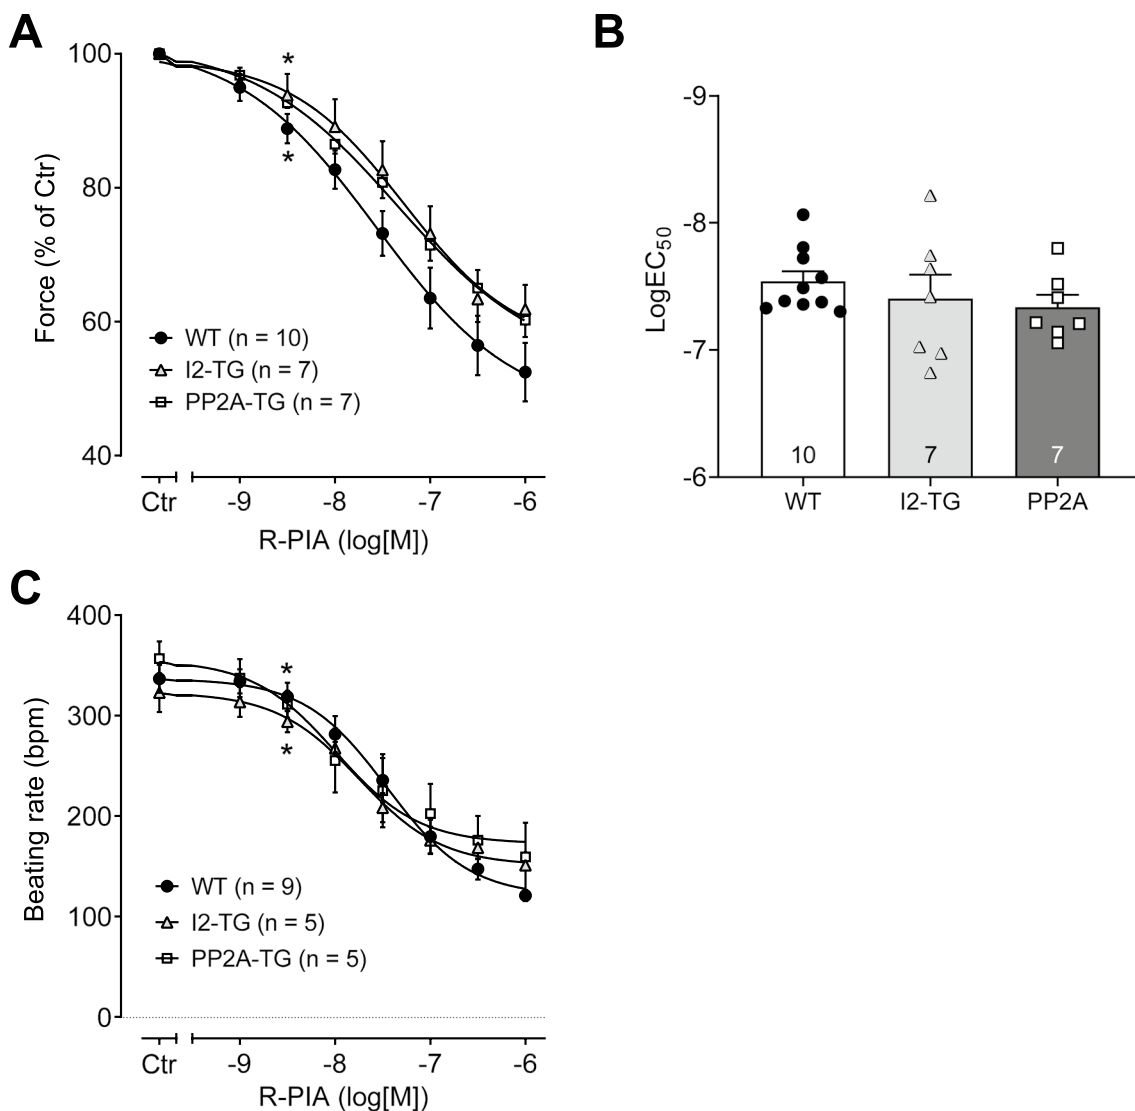 A
100
80
60
40
Force (% of Ctr)
*
*
WT (n = 10)
I2-TG (n = 7)
PP2A-TG (n = 7)
Ctr -9 -8 -7 -6
R-PIA (log[M])
B
-9
-8
-7
-6
LogEC50
10 7 7
WT I2-TG PP2A
C
400
300
200
100
0
Beating rate (bpm)
*
*
WT (n = 9)
I2-TG (n = 5)
PP2A-TG (n = 5)
Ctr -9 -8 -7 -6
R-PIA (log[M])